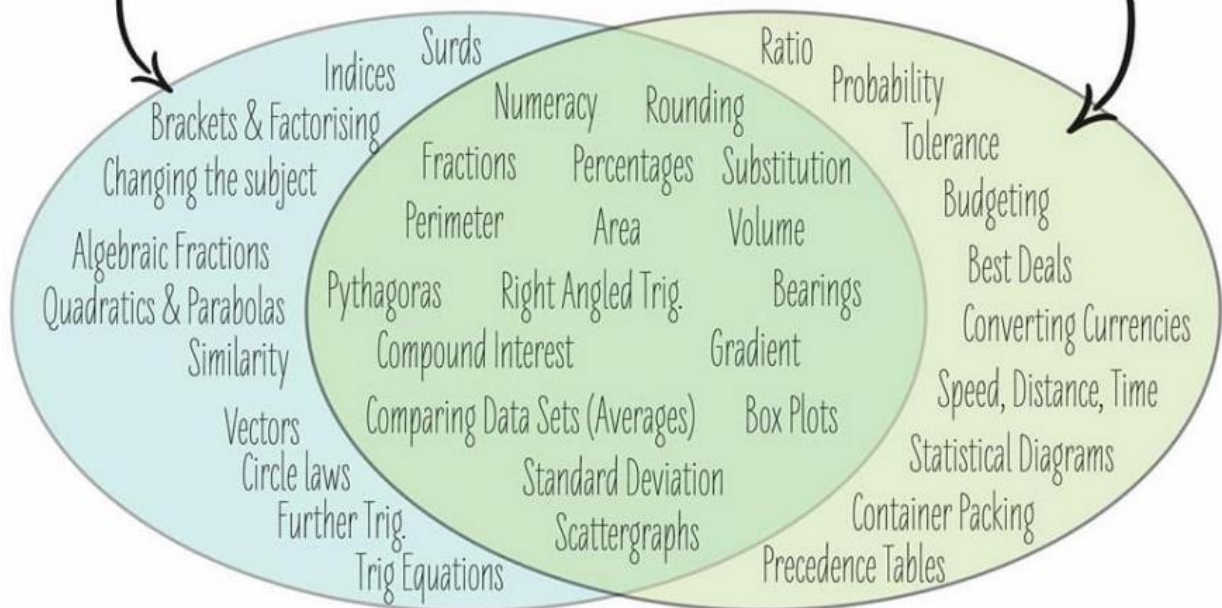 Surds
Indices
Brackets & Factorising
Changing the subject
Algebraic Fractions
Quadratics & Parabolas
Similarity
Vectors
Circle laws
Further Trig.
Trig Equations
Numeracy Rounding
Fractions Percentages Substitution
Perimeter Area Volume
Pythagoras Right Angled Trig. Bearings
Compound Interest Gradient
Comparing Data Sets (Averages) Box Plots
Standard Deviation
Scattergraphs
Ratio
Probability
Tolerance
Budgeting
Best Deals
Converting Currencies
Speed, Distance, Time
Statistical Diagrams
Container Packing
Precedence Tables